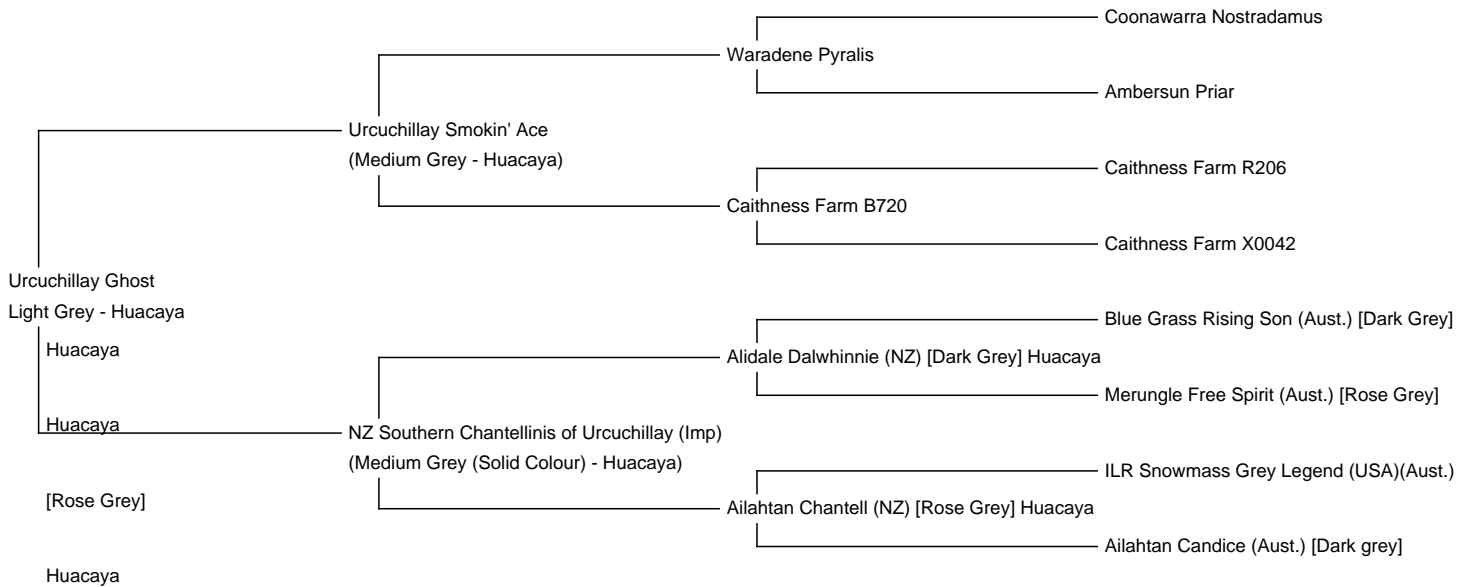 Coonawarra Nostradamus
Waradene Pyralis
Ambersun Priar
Urcuchillay Smokin' Ace
(Medium Grey - Huacaya)
Caithness Farm R206
Caithness Farm B720
Caithness Farm X0042
Urcuchillay Ghost
Light Grey - Huacaya
Blue Grass Rising Son (Aust.) [Dark Grey]
Huacaya
Alidale Dalwhinnie (NZ) [Dark Grey] Huacaya
Merungle Free Spirit (Aust.) [Rose Grey]
Huacaya
NZ Southern Chantellinis of Urcuchillay (Imp)
(Medium Grey (Solid Colour) - Huacaya)
ILR Snowmass Grey Legend (USA)(Aust.)
[Rose Grey]
Ailahtan Chantell (NZ) [Rose Grey] Huacaya
Ailahtan Candice (Aust.) [Dark grey]
Huacaya